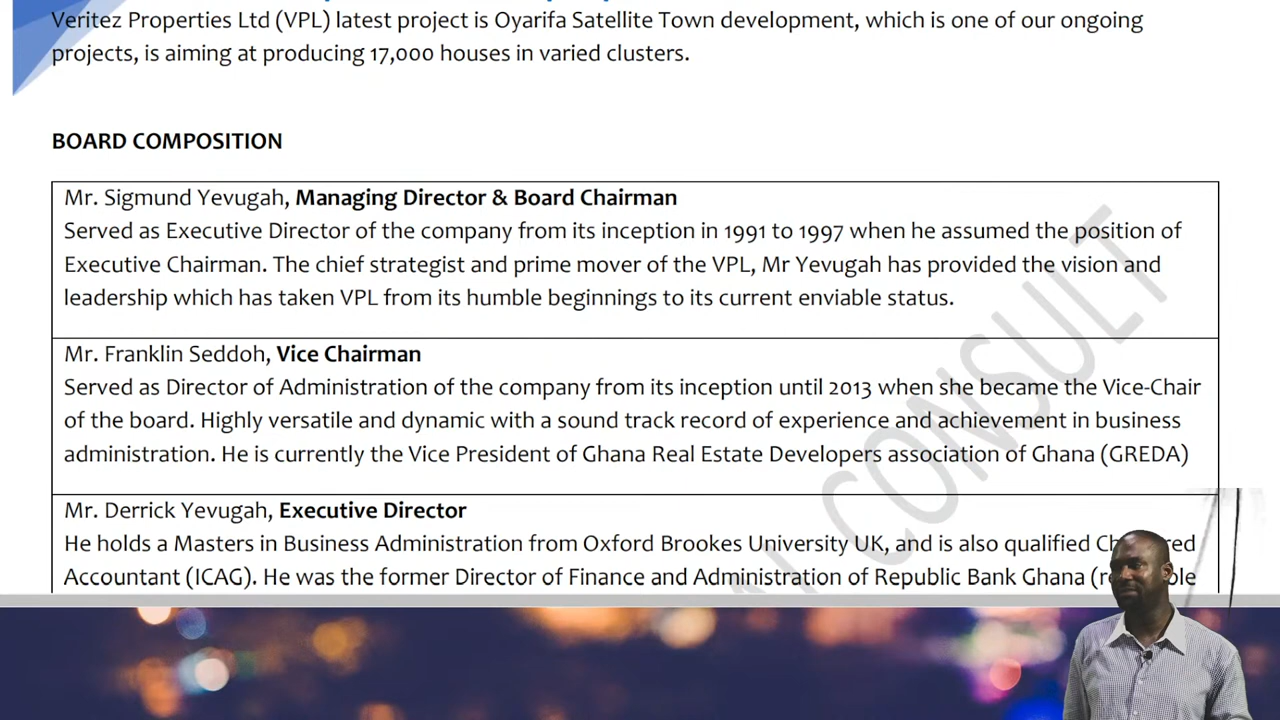 Veritez Properties Ltd (VPL) latest project is Oyarifa Satellite Town development, which is one of our ongoing
projects, is aiming at producing 17,000 houses in varied clusters.
BOARD COMPOSITION
Mr. Sigmund Yevugah, Managing Director & Board Chairman
Served as Executive Director of the company from its inception in 1991 to 1997 when he assumed the position of
Executive Chairman. The chief strategist and prime mover of the VPL, Mr Yevugah has provided the vision and
leadership which has taken VPL from its humble beginnings to its current enviable status.
Mr. Franklin Seddoh, Vice Chairman
Served as Director of Administration of the company from its inception until 2013 when she became the Vice-Chair
of the board. Highly versatile and dynamic with a sound track record of experience and achievement in business
administration. He is currently the Vice President of Ghana Real Estate Developers association of Ghana (GREDA)
Mr. Derrick Yevugah, Executive Director
He holds a Masters in Business Administration from Oxford Brookes University UK, and is also qualified
Accountant (ICAG). He was the former Director of Finance and Administration of Republic Bank Ghana
CONSULT